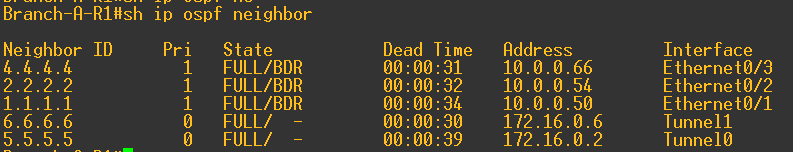 Branch-A-R1#sh ip ospf neighbor
Neighbor ID Pri State Dead Time Address Interface
4.4.4.4 1 FULL/BDR 00:00:31 10.0.0.66 Ethernet0/3
2.2.2.2 1 FULL/BDR 00:00:32 10.0.0.54 Ethernet0/2
1.1.1.1 1 FULL/BDR 00:00:34 10.0.0.50 Ethernet0/1
6.6.6.6 0 FULL/ - 00:00:30 172.16.0.6 Tunnel1
5.5.5.5 0 FULL/ - 00:00:39 172.16.0.2 Tunnel0